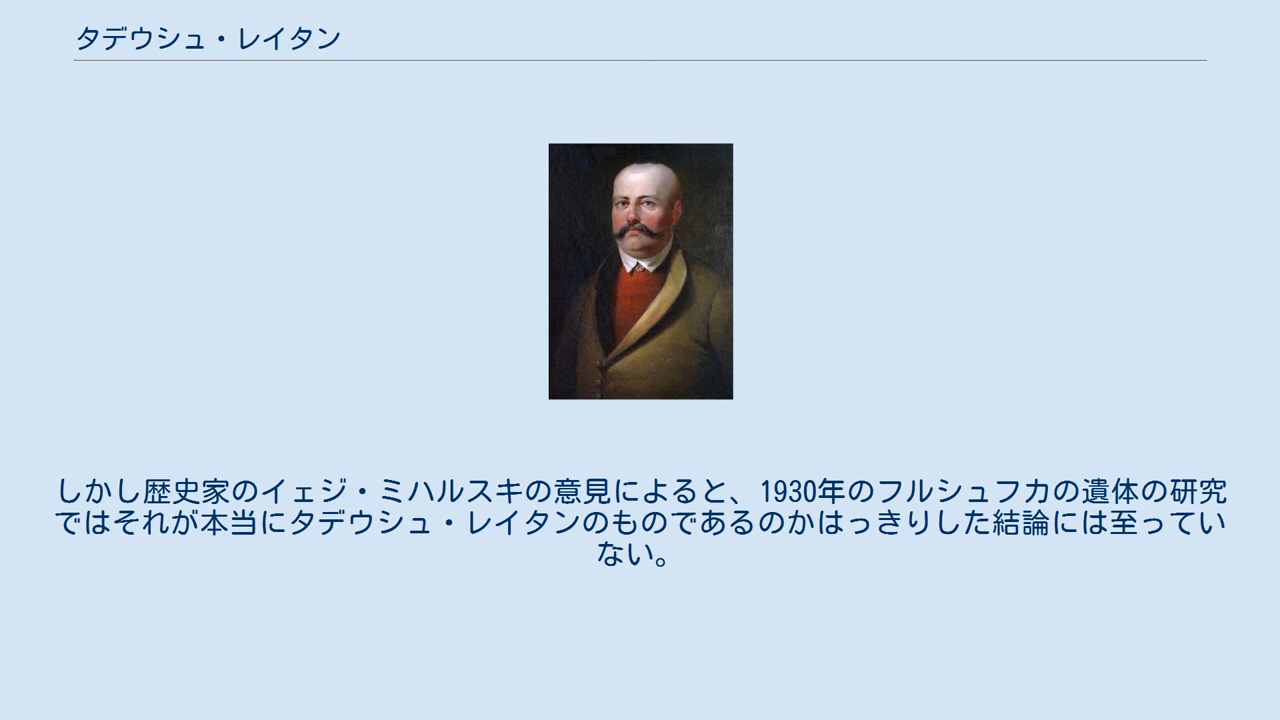 タデウシュ・レイタン
しかし歴史家のイェジ・ミハルスキの意見によると、1930年のフルシュフカの遺体の研究
ではそれが本当にタデウシュ・レイタンのものであるのかはっきりした結論には至ってい
ない。